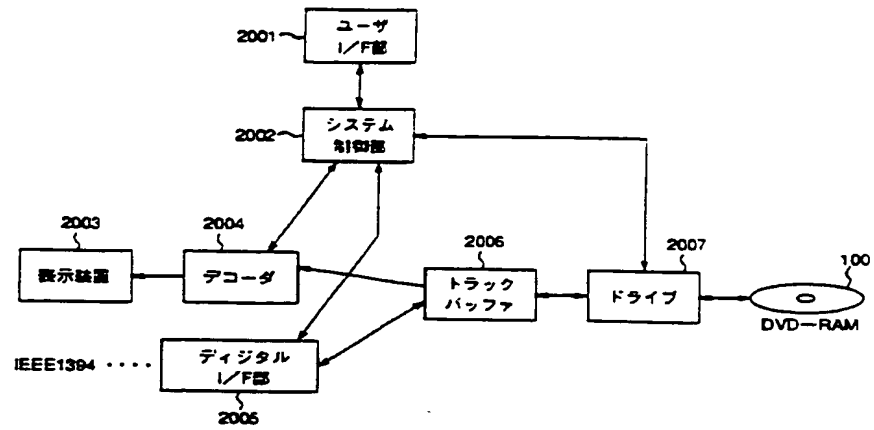 2001
ユーザ
I/F部
2002
システム
制御部
2003
表示装置
2004
デコーダ
2006
トラック
バッファ
2007
ドライブ
100
DVD-RAM
IEEE1394 ‥‥
ディジタル
I/F部
2005